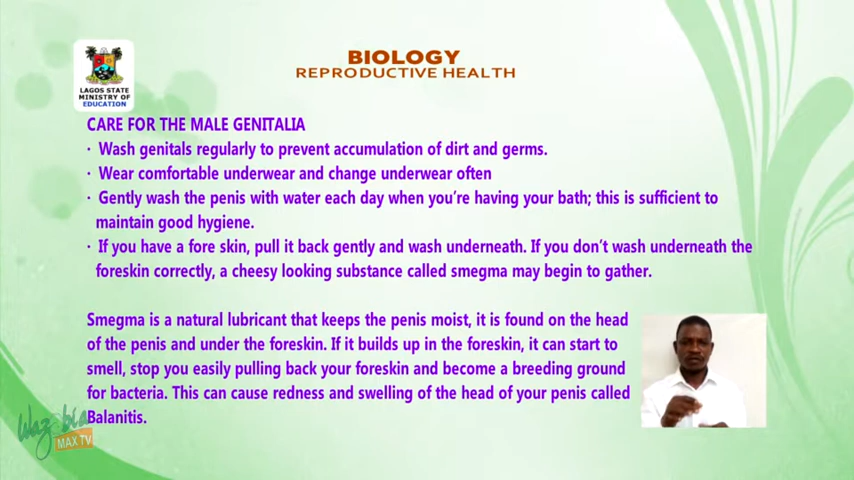 BIOLOGY
REPRODUCTIVE HEALTH
LAGOS STATE
MINISTRY OF
EDUCATION
CARE FOR THE MALE GENITALIA
· Wash genitals regularly to prevent accumulation of dirt and germs.
· Wear comfortable underwear and change underwear often
· Gently wash the penis with water each day when you're having your bath; this is sufficient to
maintain good hygiene.
· If you have a fore skin, pull it back gently and wash underneath. If you don't wash underneath the
foreskin correctly, a cheesy looking substance called smegma may begin to gather.
Smegma is a natural lubricant that keeps the penis moist, it is found on the head
of the penis and under the foreskin. If it builds up in the foreskin, it can start to
smell, stop you easily pulling back your foreskin and become a breeding ground
for bacteria. This can cause redness and swelling of the head of your penis called
Balanitis.
Wazobia
MAX TV